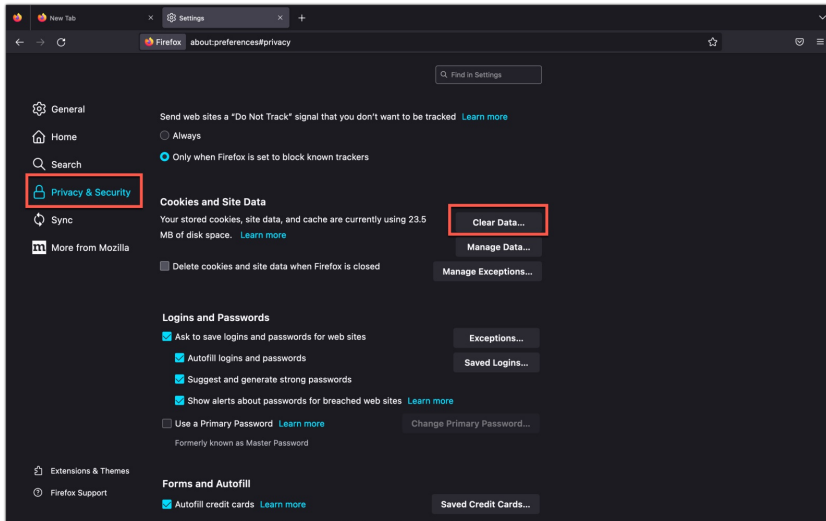 New Tab
Settings
Firefox about:preferences#privacy
Find in Settings
General
Home
Search
Privacy & Security
Sync
More from Mozilla
Extensions & Themes
Firefox Support
Send web sites a “Do Not Track” signal that you don’t want to be tracked Learn more
Always
Only when Firefox is set to block known trackers
Cookies and Site Data
Your stored cookies, site data, and cache are currently using 23.5
MB of disk space. Learn more
Clear Data...
Manage Data...
Delete cookies and site data when Firefox is closed
Manage Exceptions...
Logins and Passwords
Ask to save logins and passwords for web sites
Exceptions...
Autofill logins and passwords
Saved Logins...
Suggest and generate strong passwords
Show alerts about passwords for breached web sites Learn more
Use a Primary Password Learn more
Change Primary Password...
Formerly known as Master Password
Forms and Autofill
Autofill credit cards Learn more
Saved Credit Cards...